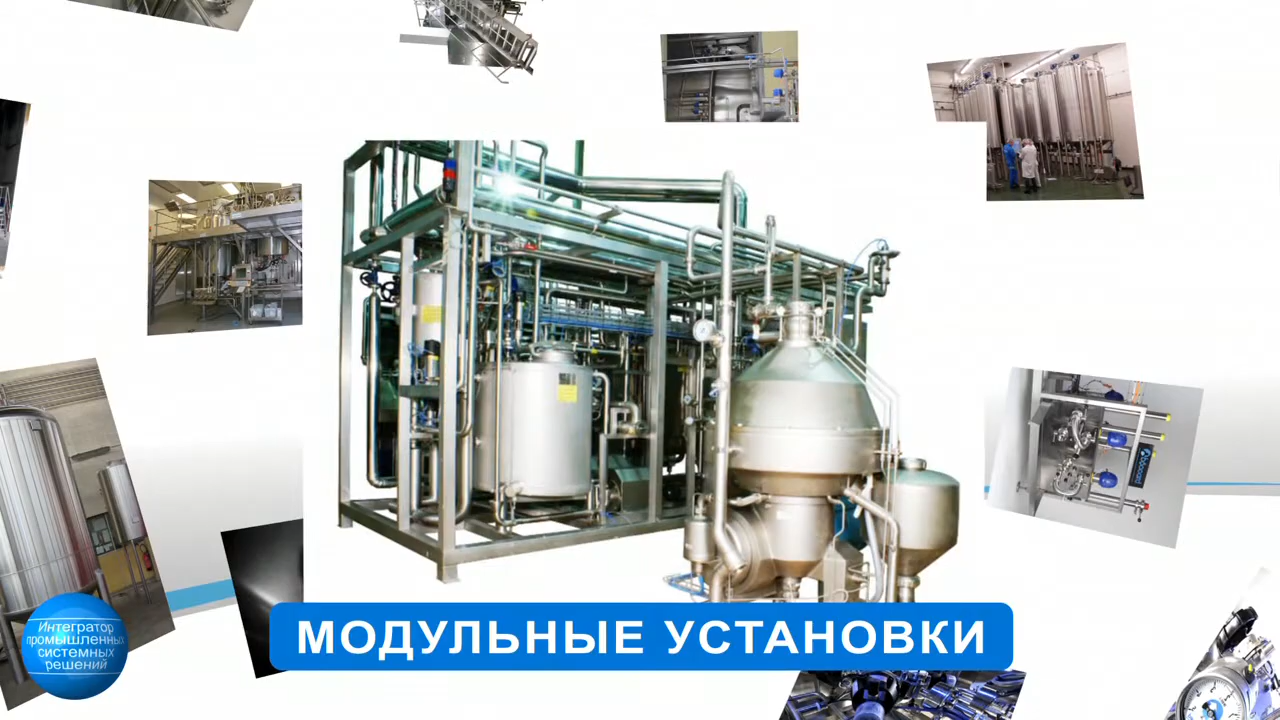 МОДУЛЬНЫЕ УСТАНОВКИ
Интегратор
промышленных
системных
решений